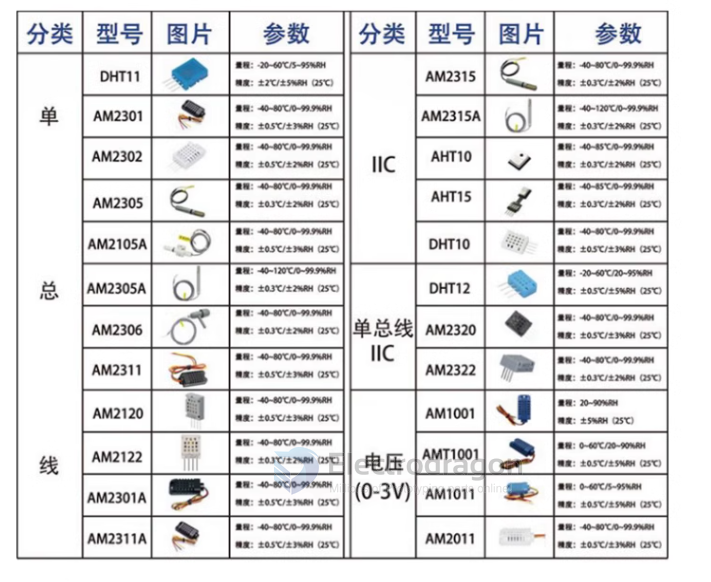 分类 型号 图片 参数 分类 型号 图片 参数
单总线
DHT11 量程：-20~60℃/5~95%RH
精度：±2℃/±5%RH（25℃）
AM2301 量程：-40~80℃/0~99.9%RH
精度：±0.5℃/±3%RH（25℃）
AM2302 量程：-40~80℃/0~99.9%RH
精度：±0.5℃/±2%RH（25℃）
AM2305 量程：-40~80℃/0~99.9%RH
精度：±0.3℃/±2%RH（25℃）
AM2105A 量程：-40~80℃/0~99.9%RH
精度：±0.5℃/±3%RH（25℃）
AM2305A 量程：-40~120℃/0~99.9%RH
精度：±0.3℃/±2%RH（25℃）
AM2306 量程：-40~80℃/0~99.9%RH
精度：±0.3℃/±2%RH（25℃）
AM2311 量程：-40~80℃/0~99.9%RH
精度：±0.5℃/±3%RH（25℃）
AM2120 量程：-40~80℃/0~99.9%RH
精度：±0.5℃/±3%RH（25℃）
AM2122 量程：-40~80℃/0~99.9%RH
精度：±0.3℃/±2%RH（25℃）
AM2301A 量程：-40~80℃/0~99.9%RH
精度：±0.5℃/±3%RH（25℃）
AM2311A 量程：-40~80℃/0~99.9%RH
精度：±0.5℃/±3%RH（25℃）
IIC
AM2315 量程：-40~80℃/0~99.9%RH
精度：±0.3℃/±2%RH（25℃）
AM2315A 量程：-40~120℃/0~99.9%RH
精度：±0.3℃/±2%RH（25℃）
AHT10 量程：-40~85℃/0~99.9%RH
精度：±0.3℃/±2%RH（25℃）
AHT15 量程：-40~85℃/0~99.9%RH
精度：±0.3℃/±2%RH（25℃）
DHT10 量程：-40~80℃/0~99.9%RH
精度：±0.5℃/±3%RH（25℃）
单总线
IIC
DHT12 量程：-20~60℃/20~95%RH
精度：±0.5℃/±5%RH（25℃）
AM2320 量程：-40~80℃/0~99.9%RH
精度：±0.5℃/±3%RH（25℃）
AM2322 量程：-40~80℃/0~99.9%RH
精度：±0.3℃/±2%RH（25℃）
电压
(0-3V)
AM1001 量程：20~90%RH
精度：±5%RH（25℃）
AMT1001 量程：0~60℃/20~90%RH
精度：±0.5℃/±5%RH（25℃）
AM1011 量程：0~60℃/5~95%RH
精度：±0.5℃/±5%RH（25℃）
AM2011 量程：-40~80℃/0~99.9%RH
精度：±0.5℃/±3%RH（25℃）
Electrodragon